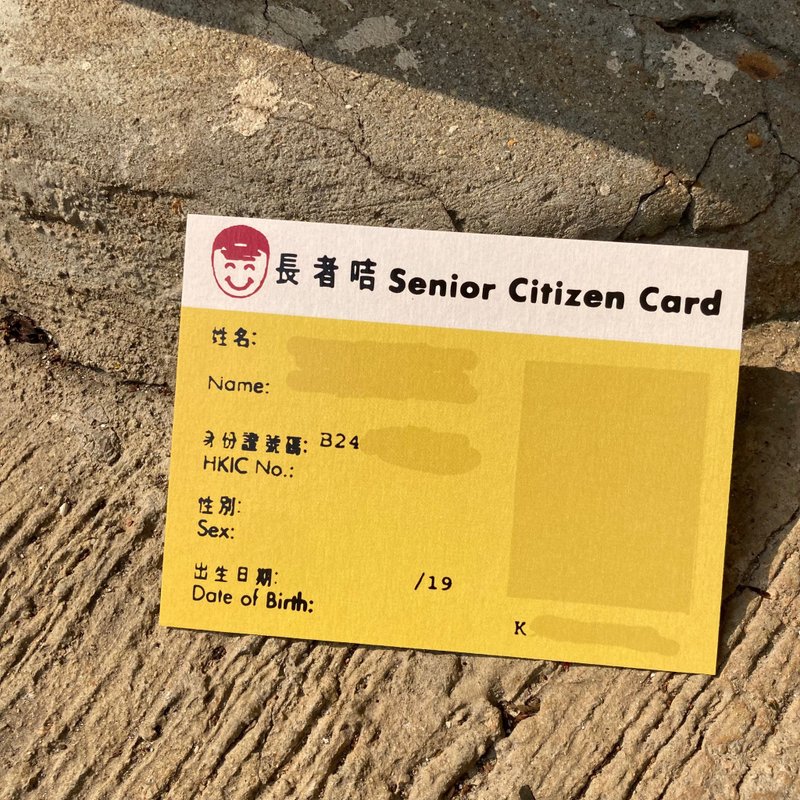 長者咭 Senior Citizen Card
姓名:
Name:
身份證號碼: B24
HKIC No.:
性別:
Sex:
出生日期: /19
Date of Birth:
K